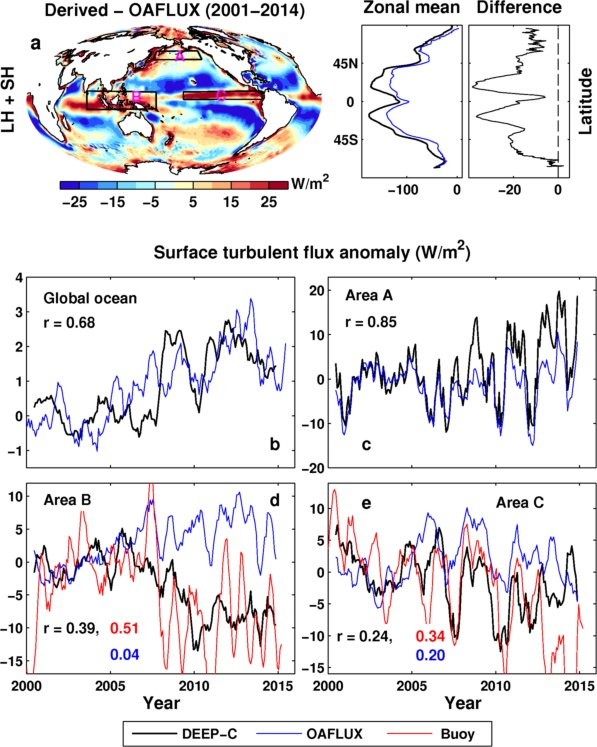 Derived − OAFLUX (2001−2014)
Zonal mean
Difference
a
A
B
C
LH + SH
45N
0
45S
Latitude
W/m²
−25 −15 −5 5 15 25
−100 0
−20 0
Surface turbulent flux anomaly (W/m²)
4
3
2
1
0
−1
Global ocean
r = 0.68
b
20
10
0
−10
−20
Area A
r = 0.85
c
10
5
0
−5
−10
−15
Area B
d
r = 0.39, 0.51
0.04
2000 2005 2010 2015
Year
15
10
5
0
−5
−10
−15
e
Area C
r = 0.24, 0.34
0.20
2000 2005 2010 2015
Year
DEEP−C OAFLUX Buoy